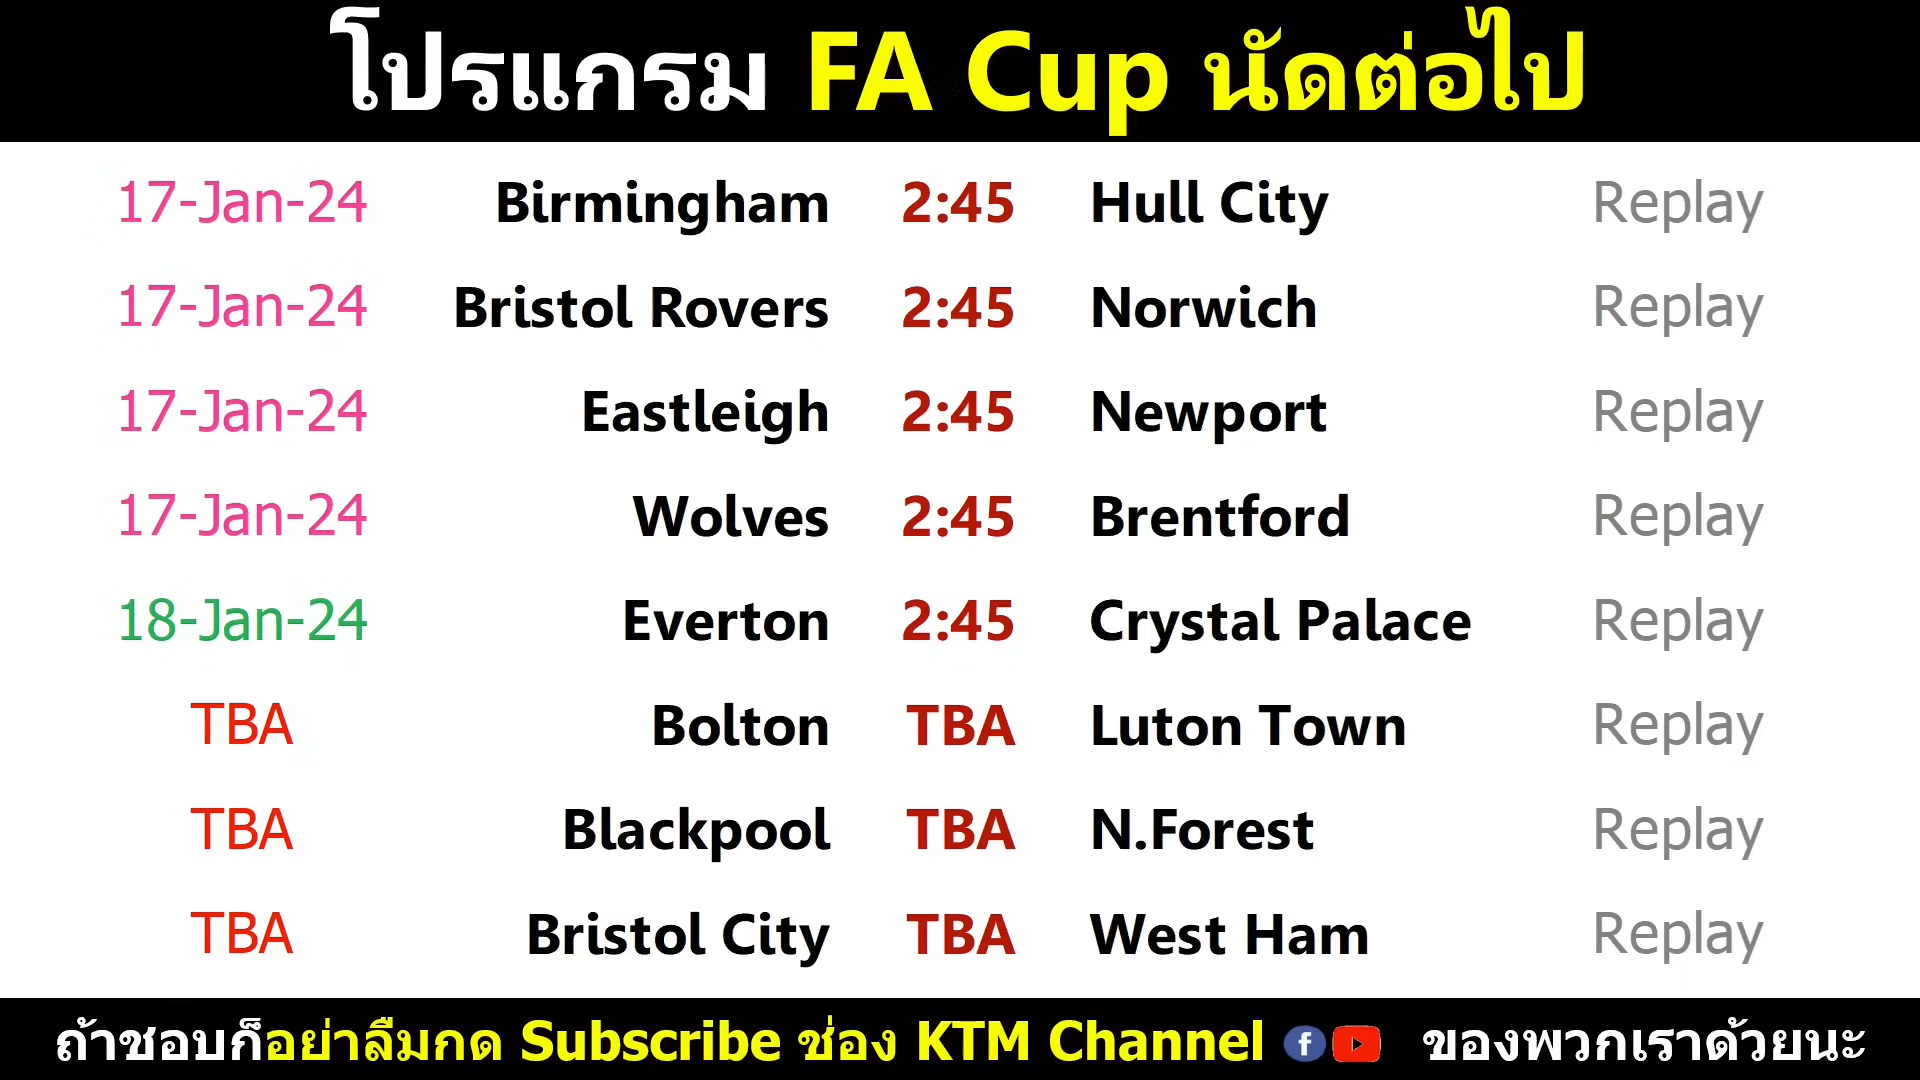 โปรแกรม FA Cup นัดต่อไป
17-Jan-24 Birmingham 2:45 Hull City Replay
17-Jan-24 Bristol Rovers 2:45 Norwich Replay
17-Jan-24 Eastleigh 2:45 Newport Replay
17-Jan-24 Wolves 2:45 Brentford Replay
18-Jan-24 Everton 2:45 Crystal Palace Replay
TBA Bolton TBA Luton Town Replay
TBA Blackpool TBA N.Forest Replay
TBA Bristol City TBA West Ham Replay
ถ้าชอบก็อย่าลืมกด Subscribe ช่อง KTM Channel f ของพวกเราด้วยนะ